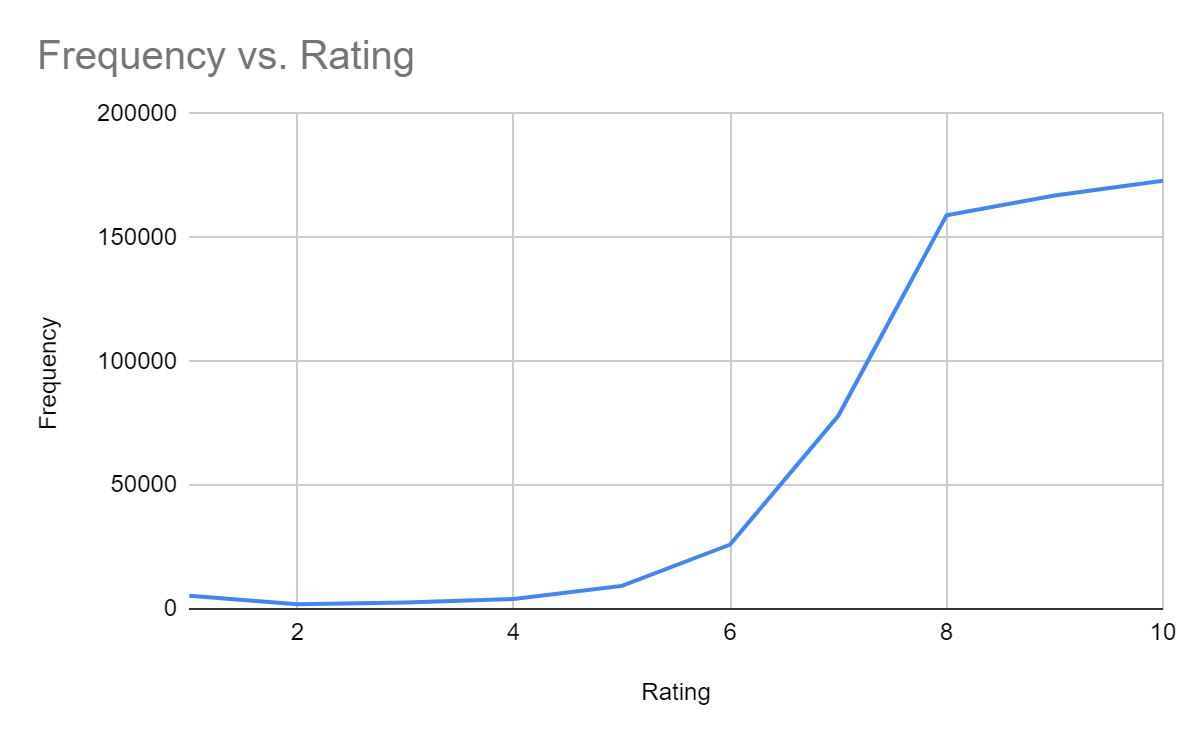 Frequency vs. Rating
200000
150000
100000
50000
0
Frequency
2 4 6 8 10
Rating